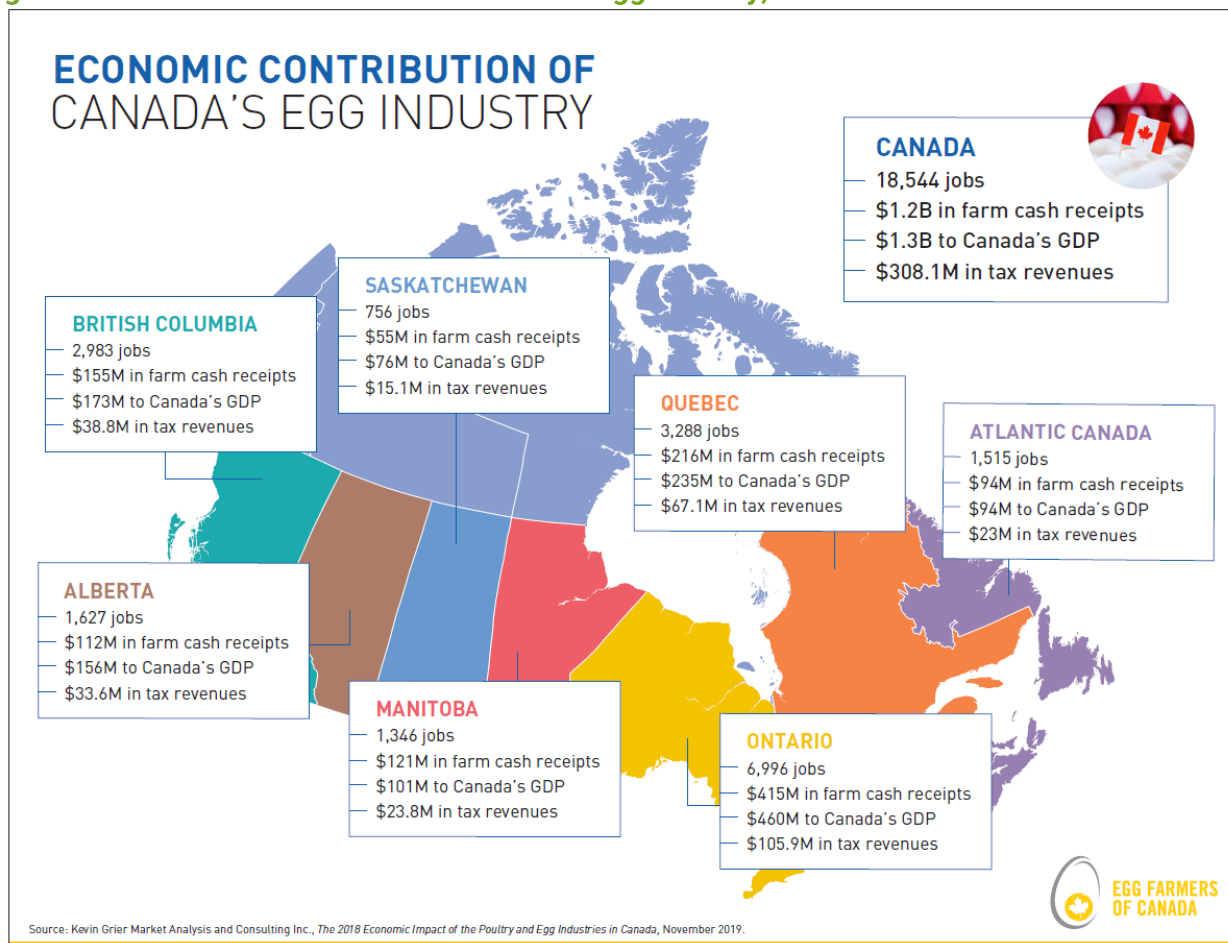 ECONOMIC CONTRIBUTION OF
CANADA'S EGG INDUSTRY
CANADA
18,544 jobs
$1.2B in farm cash receipts
$1.3B to Canada's GDP
$308.1M in tax revenues
SASKATCHEWAN
756 jobs
$55M in farm cash receipts
$76M to Canada's GDP
$15.1M in tax revenues
BRITISH COLUMBIA
2,983 jobs
$155M in farm cash receipts
$173M to Canada's GDP
$38.8M in tax revenues
QUEBEC
3,288 jobs
$216M in farm cash receipts
$235M to Canada's GDP
$67.1M in tax revenues
ATLANTIC CANADA
1,515 jobs
$94M in farm cash receipts
$94M to Canada's GDP
$23M in tax revenues
ALBERTA
1,627 jobs
$112M in farm cash receipts
$156M to Canada's GDP
$33.6M in tax revenues
MANITOBA
1,346 jobs
$121M in farm cash receipts
$101M to Canada's GDP
$23.8M in tax revenues
ONTARIO
6,996 jobs
$415M in farm cash receipts
$460M to Canada's GDP
$105.9M in tax revenues
EGG FARMERS
OF CANADA
Source: Kevin Grier Market Analysis and Consulting Inc., The 2018 Economic Impact of the Poultry and Egg Industries in Canada, November 2019.